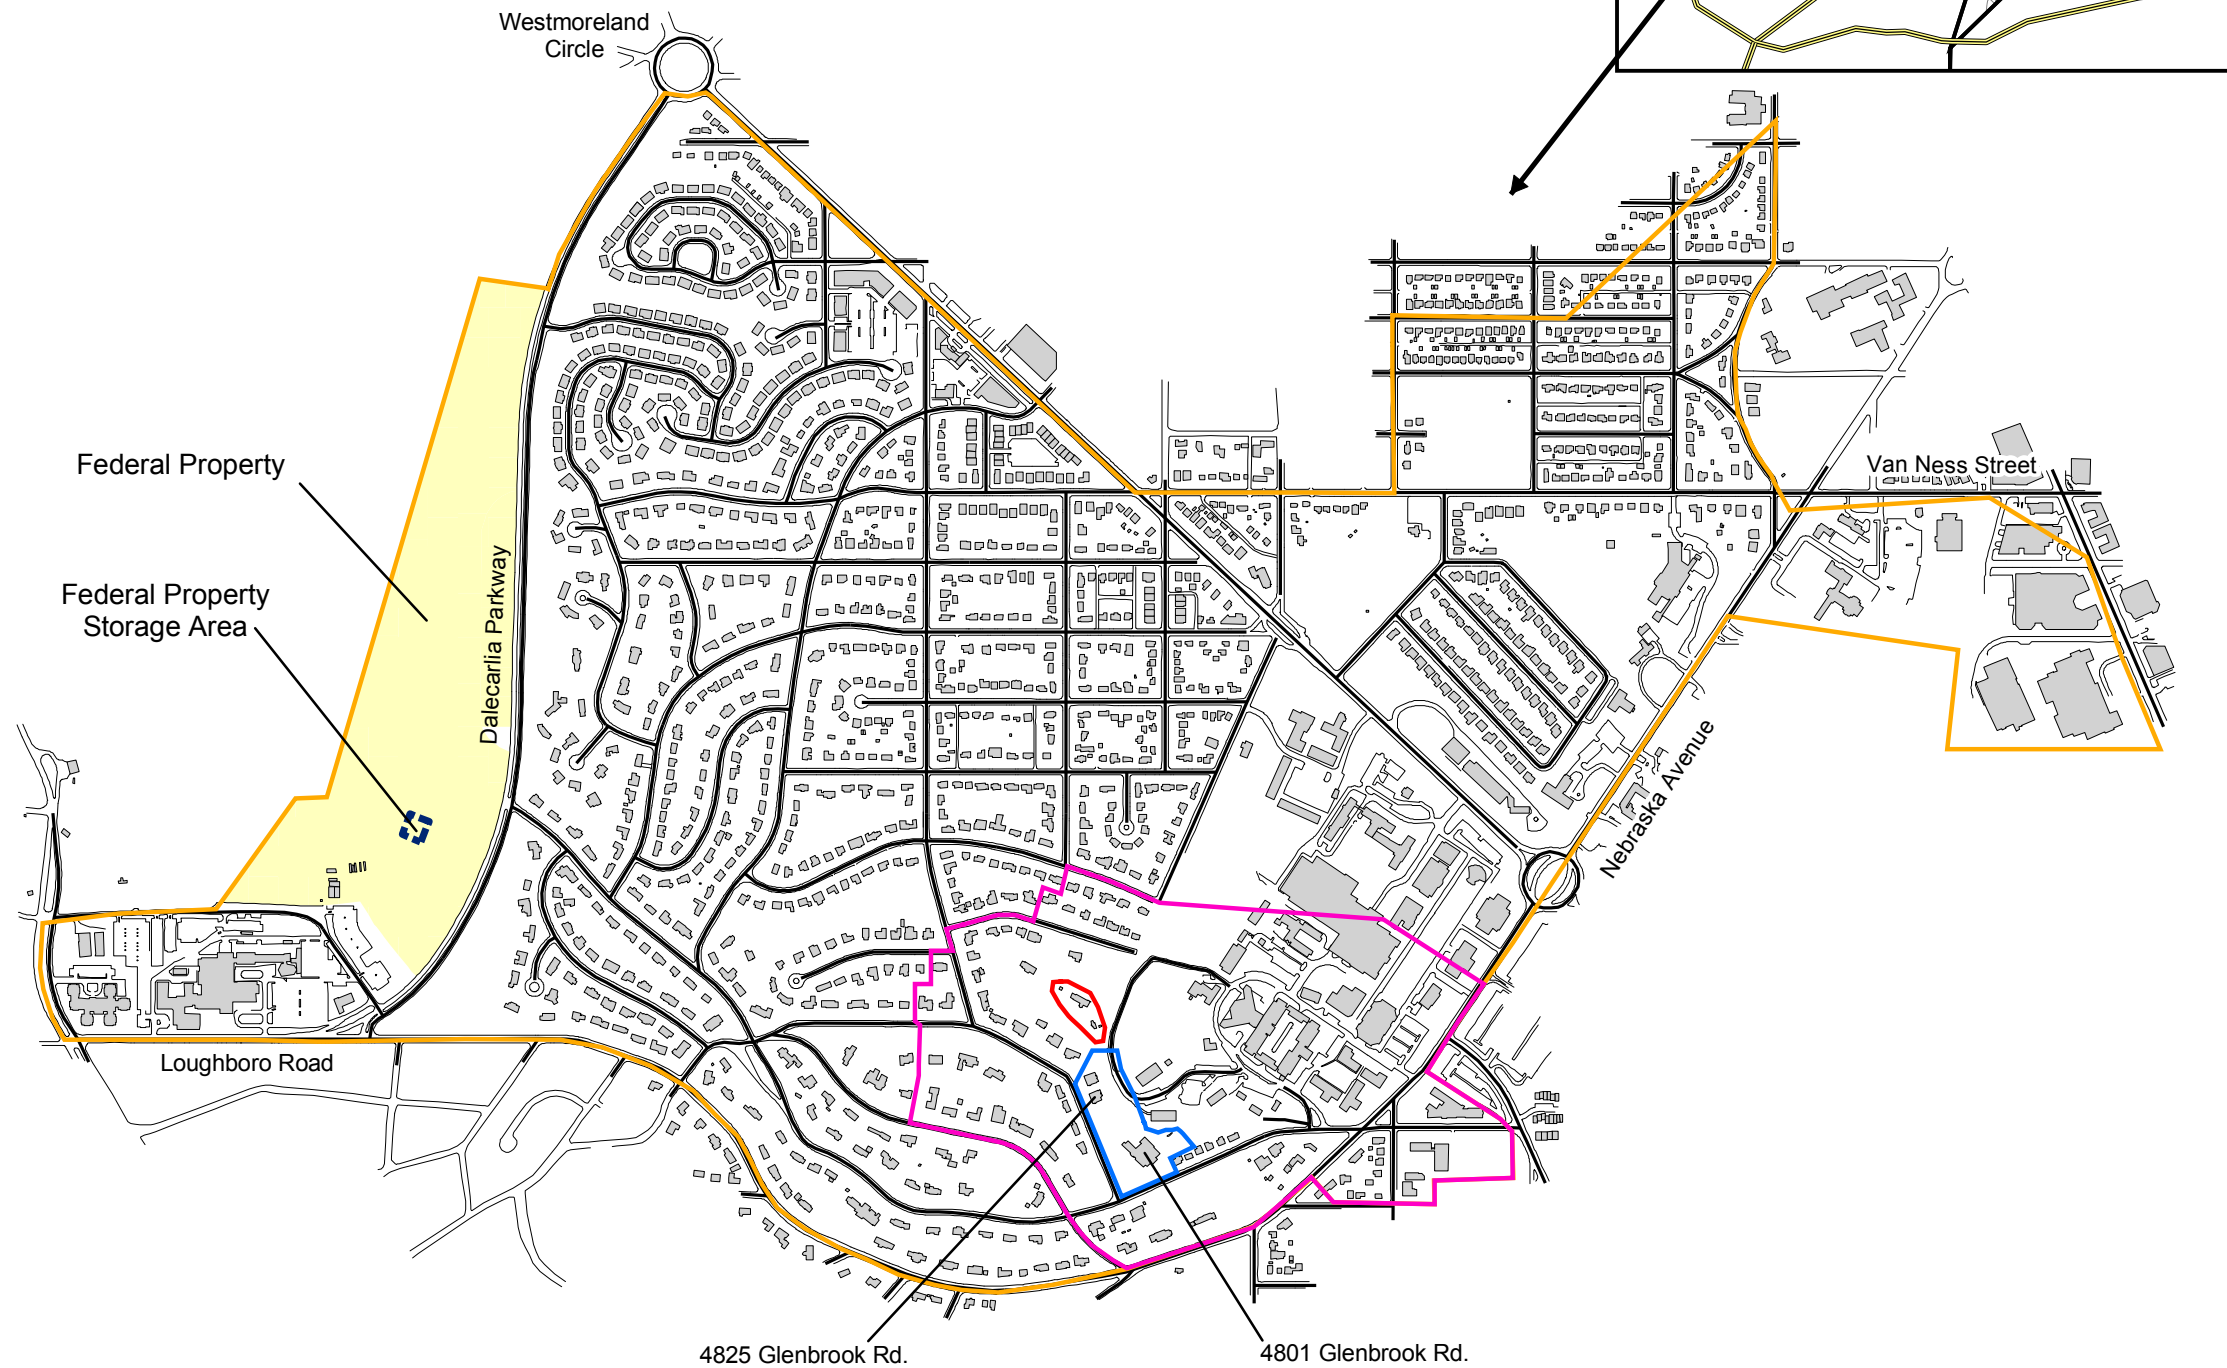 Westmoreland
Circle
Federal Property
Van Ness Street
Federal Property
Storage Area
Dalecarlia Parkway
Nebraska Avenue
Loughboro Road
4825 Glenbrook Rd.
4801 Glenbrook Rd.